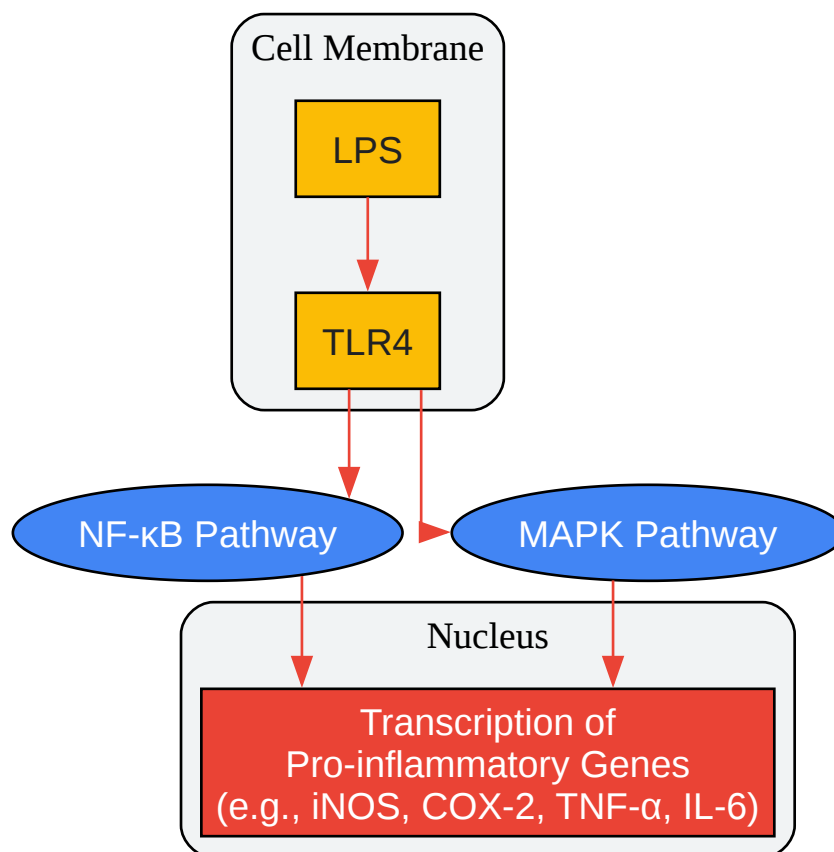 Cell Membrane
LPS
TLR4
NF-κB Pathway
MAPK Pathway
Nucleus
Transcription of
Pro-inflammatory Genes
(e.g., iNOS, COX-2, TNF-α, IL-6)